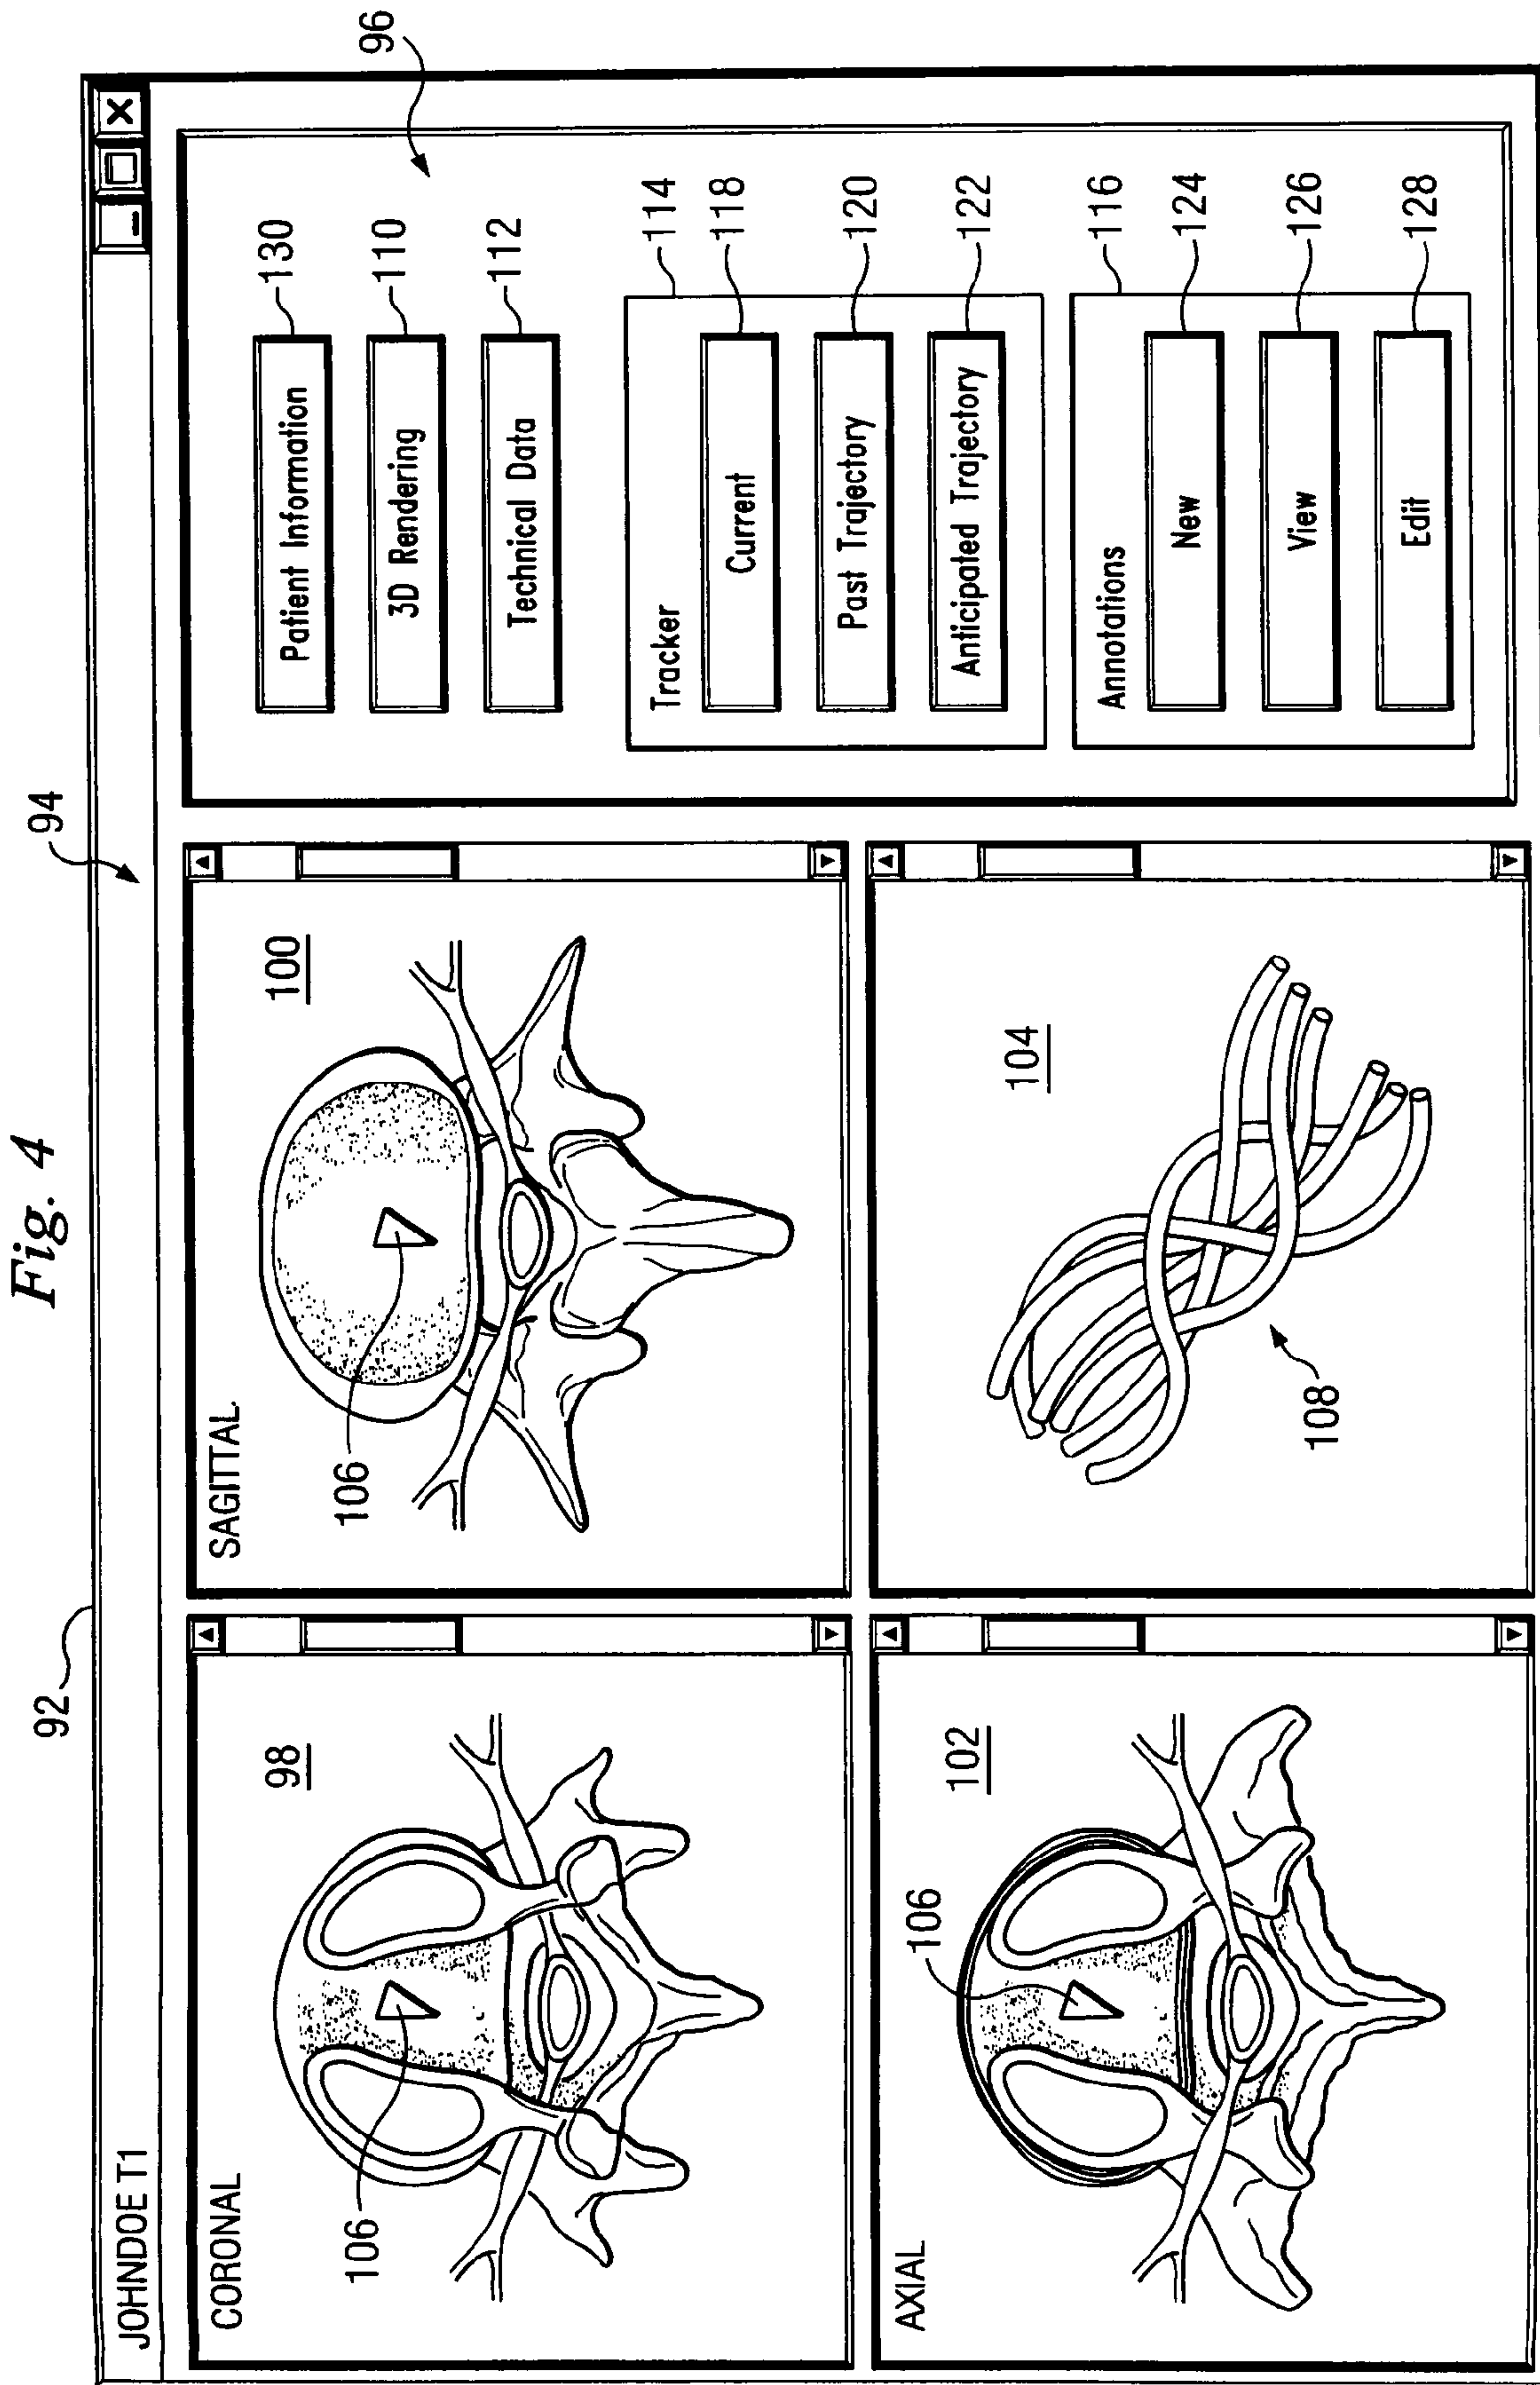 Fig. 4
92
94
96
JOHNDOE T1
CORONAL
98
106
SAGITTAL
100
106
AXIAL
102
106
104
108
Patient Information
130
3D Rendering
110
Technical Data
112
Tracker
114
Current
118
Past Trajectory
120
Anticipated Trajectory
122
Annotations
116
New
124
View
126
Edit
128